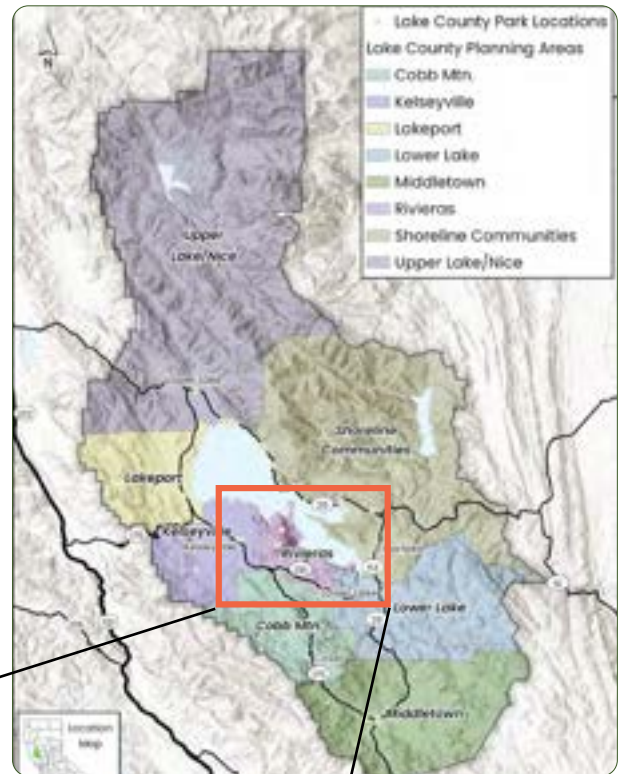 Lake County Park Locations
Lake County Planning Areas
Cobb Mtn.
Kelseyville
Lakeport
Lower Lake
Middletown
Rivieras
Shoreline Communities
Upper Lake/Nice
N
Upper
Lake/Nice
Shoreline
Communities
Lakeport
Kelseyville
Rivieras
Lower Lake
Cobb Mtn.
Middletown
Location
Map